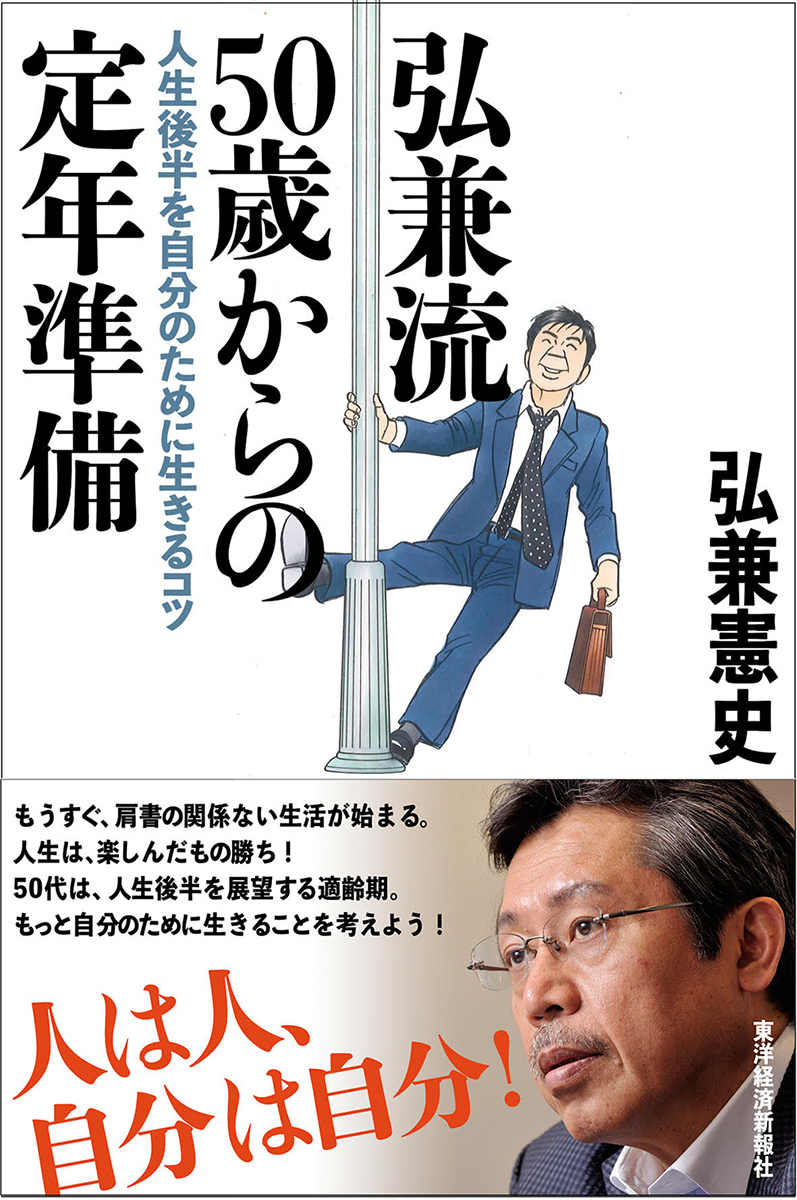 弘兼流
50歳からの
定年準備
人生後半を自分のために生きるコツ
弘兼憲史
もうすぐ、肩書の関係ない生活が始まる。
人生は、楽しんだもの勝ち！
50代は、人生後半を展望する適齢期。
もっと自分のために生きることを考えよう！
人は人、
自分は自分！
東洋経済新報社